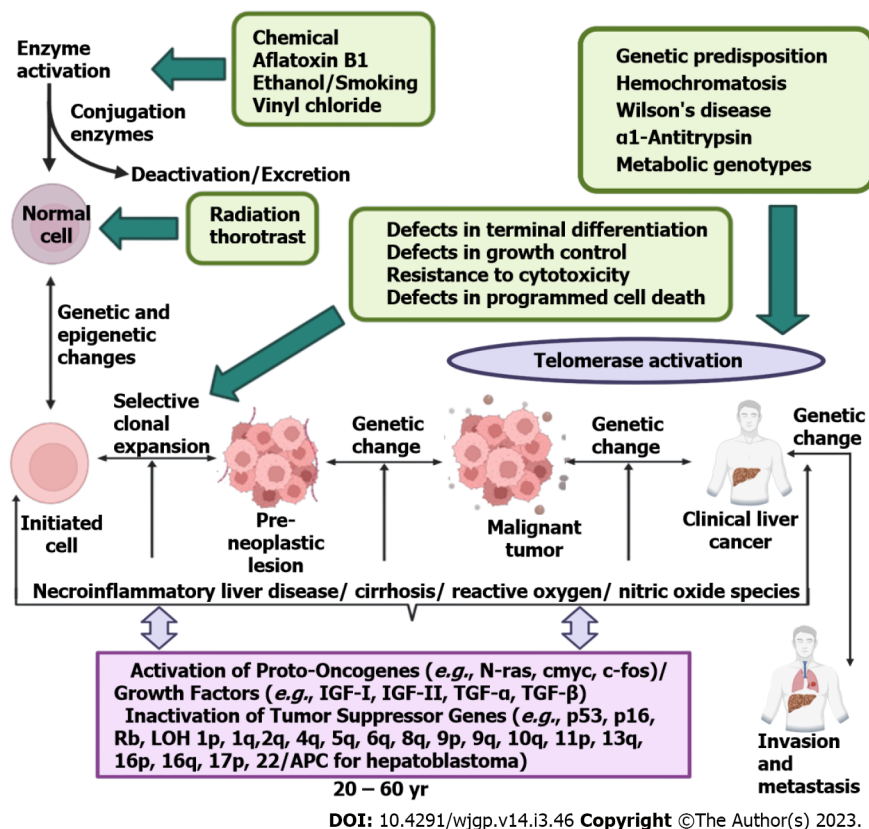 Enzyme
activation
Chemical
Aflatoxin B1
Ethanol/Smoking
Vinyl chloride
Genetic predisposition
Hemochromatosis
Wilson's disease
α1-Antitrypsin
Metabolic genotypes
Conjugation
enzymes
Deactivation/Excretion
Normal
cell
Radiation
thorotrast
Defects in terminal differentiation
Defects in growth control
Resistance to cytotoxicity
Defects in programmed cell death
Genetic and
epigenetic
changes
Telomerase activation
Selective
clonal
expansion
Genetic
change
Genetic
change
Genetic
change
Initiated
cell
Pre-
neoplastic
lesion
Malignant
tumor
Clinical liver
cancer
Necroinflammatory liver disease/ cirrhosis/ reactive oxygen/ nitric oxide species
Activation of Proto-Oncogenes (e.g., N-ras, cmyc, c-fos)/
Growth Factors (e.g., IGF-I, IGF-II, TGF-α, TGF-β)
Inactivation of Tumor Suppressor Genes (e.g., p53, p16,
Rb, LOH 1p, 1q,2q, 4q, 5q, 6q, 8q, 9p, 9q, 10q, 11p, 13q,
16p, 16q, 17p, 22/APC for hepatoblastoma)
Invasion
and
metastasis
20 – 60 yr
DOI: 10.4291/wjgp.v14.i3.46 Copyright ©The Author(s) 2023.